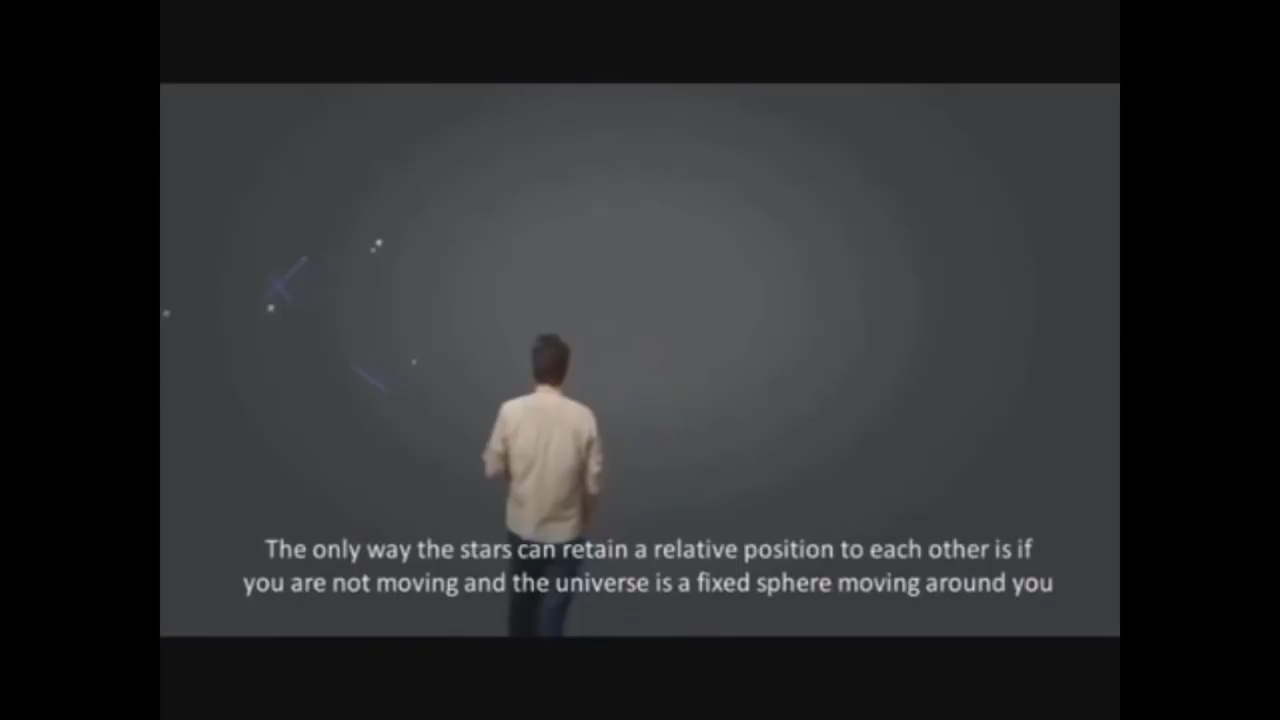 The only way the stars can retain a relative position to each other is if
you are not moving and the universe is a fixed sphere moving around you